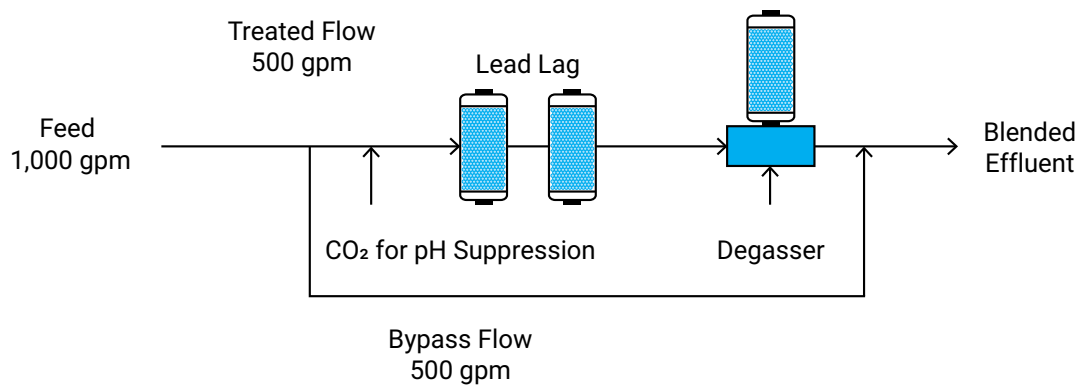 Treated Flow
500 gpm
Lead Lag
Feed
1,000 gpm
Blended
Effluent
CO₂ for pH Suppression
Degasser
Bypass Flow
500 gpm